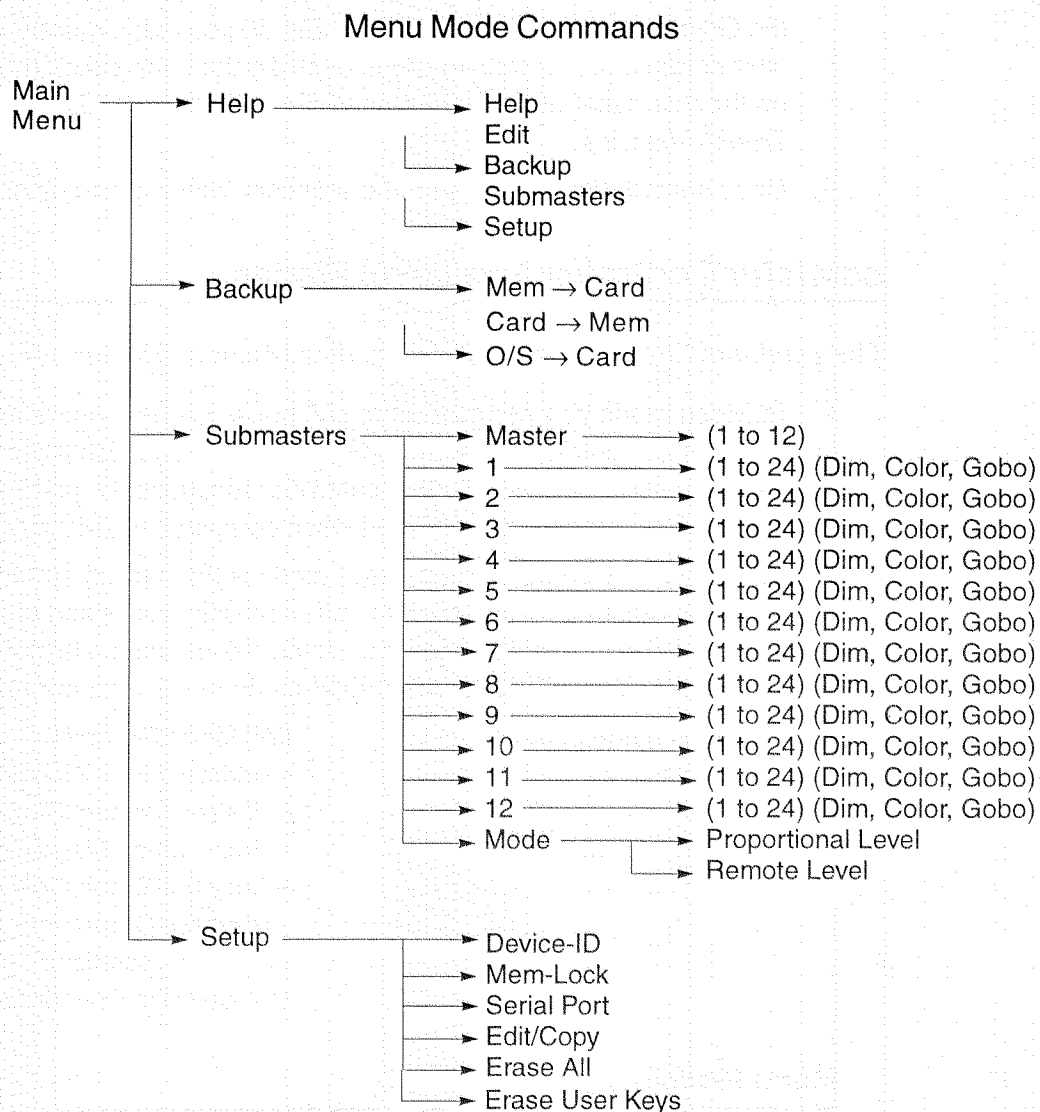 Menu Mode Commands
Main
Menu
Help
Help
Edit
Backup
Submasters
Setup
Backup
Mem → Card
Card → Mem
O/S → Card
Submasters
Master
(1 to 12)
1
(1 to 24) (Dim, Color, Gobo)
2
(1 to 24) (Dim, Color, Gobo)
3
(1 to 24) (Dim, Color, Gobo)
4
(1 to 24) (Dim, Color, Gobo)
5
(1 to 24) (Dim, Color, Gobo)
6
(1 to 24) (Dim, Color, Gobo)
7
(1 to 24) (Dim, Color, Gobo)
8
(1 to 24) (Dim, Color, Gobo)
9
(1 to 24) (Dim, Color, Gobo)
10
(1 to 24) (Dim, Color, Gobo)
11
(1 to 24) (Dim, Color, Gobo)
12
(1 to 24) (Dim, Color, Gobo)
Mode
Proportional Level
Remote Level
Setup
Device-ID
Mem-Lock
Serial Port
Edit/Copy
Erase All
Erase User Keys